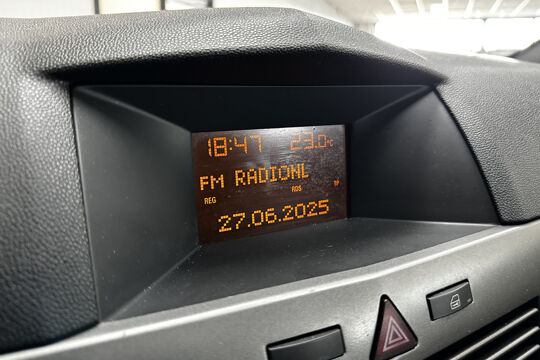 18:47 23.0°C
FM RADIONL
REG RDS TP
27.06.2025